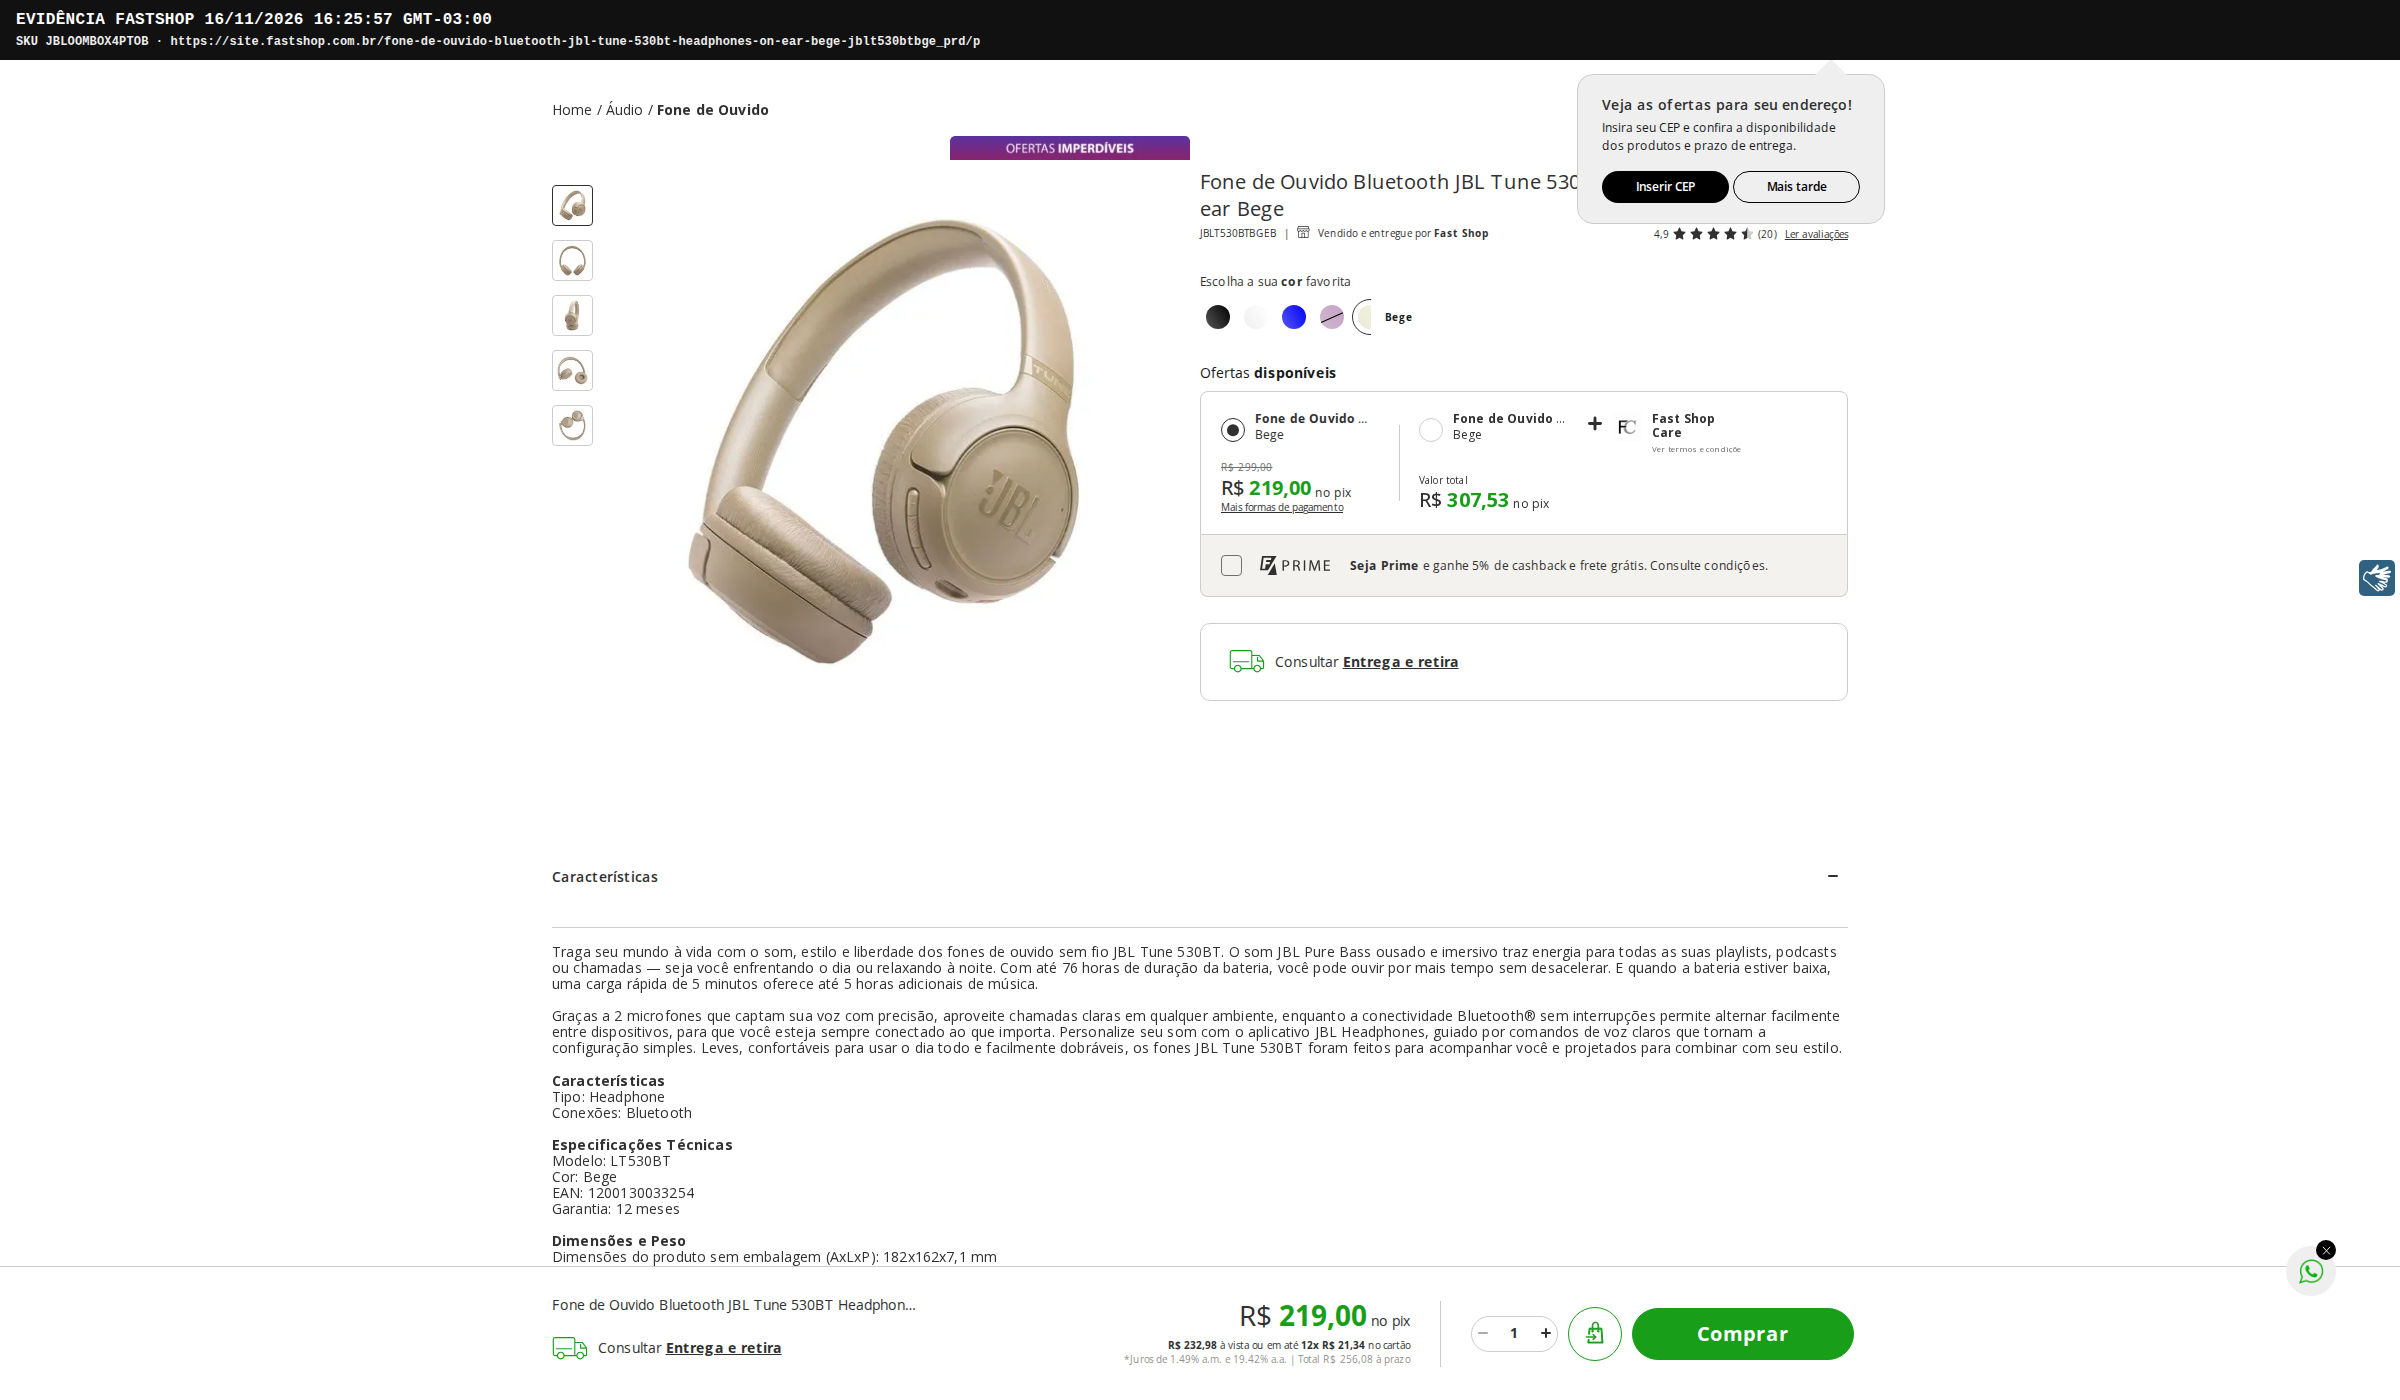 EVIDÊNCIA FASTSHOP 16/11/2026 16:25:57 GMT-03:00
SKU JBLOOMBOX4PTOB · https://site.fastshop.com.br/fone-de-ouvido-bluetooth-jbl-tune-530bt-headphones-on-ear-bege-jblt530btbge_prd/p
Veja as ofertas para seu endereço!
Insira seu CEP e confira a disponibilidade
dos produtos e prazo de entrega.
Inserir CEP
Mais tarde
Home / Áudio / Fone de Ouvido
OFERTAS IMPERDÍVEIS
Fone de Ouvido Bluetooth JBL Tune 530
ear Bege
JBLT530BTBGEB | Vendido e entregue por Fast Shop
4,9 (20) Ler avaliações
Escolha a sua cor favorita
Bege
Ofertas disponíveis
Fone de Ouvido ...
Bege
R$ 299,00
R$ 219,00 no pix
Mais formas de pagamento
Fone de Ouvido ...
Bege
+
FC
Fast Shop
Care
Ver termos e condiçõe
Valor total
R$ 307,53 no pix
PRIME
Seja Prime e ganhe 5% de cashback e frete grátis. Consulte condições.
Consultar Entrega e retira
TUNE
JBL
Características
Traga seu mundo à vida com o som, estilo e liberdade dos fones de ouvido sem fio JBL Tune 530BT. O som JBL Pure Bass ousado e imersivo traz energia para todas as suas playlists, podcasts
ou chamadas — seja você enfrentando o dia ou relaxando à noite. Com até 76 horas de duração da bateria, você pode ouvir por mais tempo sem desacelerar. E quando a bateria estiver baixa,
uma carga rápida de 5 minutos oferece até 5 horas adicionais de música.
Graças a 2 microfones que captam sua voz com precisão, aproveite chamadas claras em qualquer ambiente, enquanto a conectividade Bluetooth® sem interrupções permite alternar facilmente
entre dispositivos, para que você esteja sempre conectado ao que importa. Personalize seu som com o aplicativo JBL Headphones, guiado por comandos de voz claros que tornam a
configuração simples. Leves, confortáveis para usar o dia todo e facilmente dobráveis, os fones JBL Tune 530BT foram feitos para acompanhar você e projetados para combinar com seu estilo.
Características
Tipo: Headphone
Conexões: Bluetooth
Especificações Técnicas
Modelo: LT530BT
Cor: Bege
EAN: 1200130033254
Garantia: 12 meses
Dimensões e Peso
Dimensões do produto sem embalagem (AxLxP): 182x162x7,1 mm
Fone de Ouvido Bluetooth JBL Tune 530BT Headphon...
Consultar Entrega e retira
R$ 219,00 no pix
R$ 232,98 à vista ou em até 12x R$ 21,34 no cartão
*Juros de 1.49% a.m. e 19.42% a.a. | Total R$ 256,08 à prazo
− 1 +
Comprar